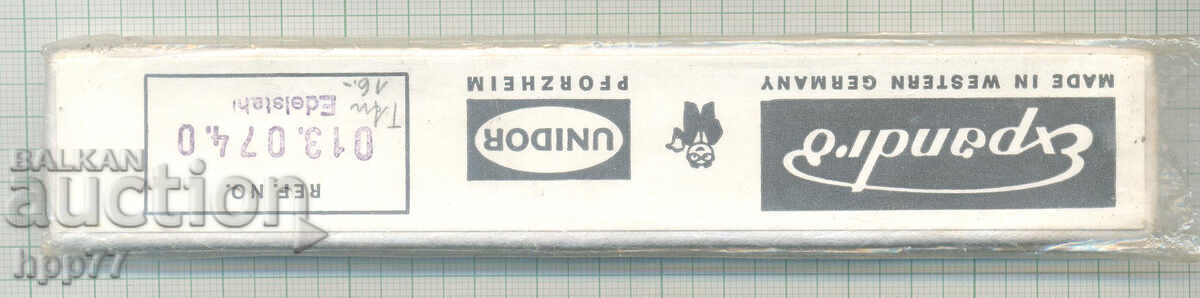 Expandro
MADE IN WESTERN GERMANY
UNIDOR
PFORZHEIM
REF. NO.
013.074.0
Edelstahl
16.-
BALKAN
auction
hpp77